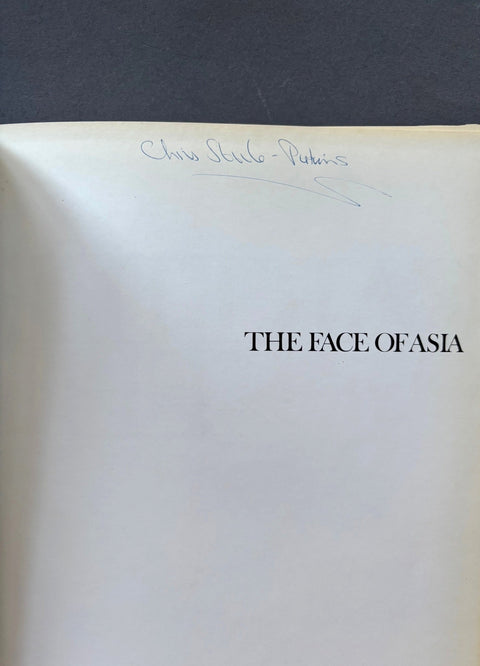 Chris Steele-Perkins
THE FACE OF ASIA